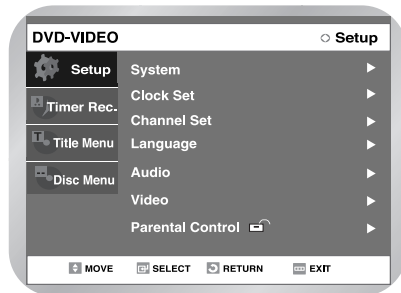 DVD-VIDEO
Setup
Setup
Timer Rec.
Title Menu
Disc Menu
System
Clock Set
Channel Set
Language
Audio
Video
Parental Control
MOVE SELECT RETURN EXIT